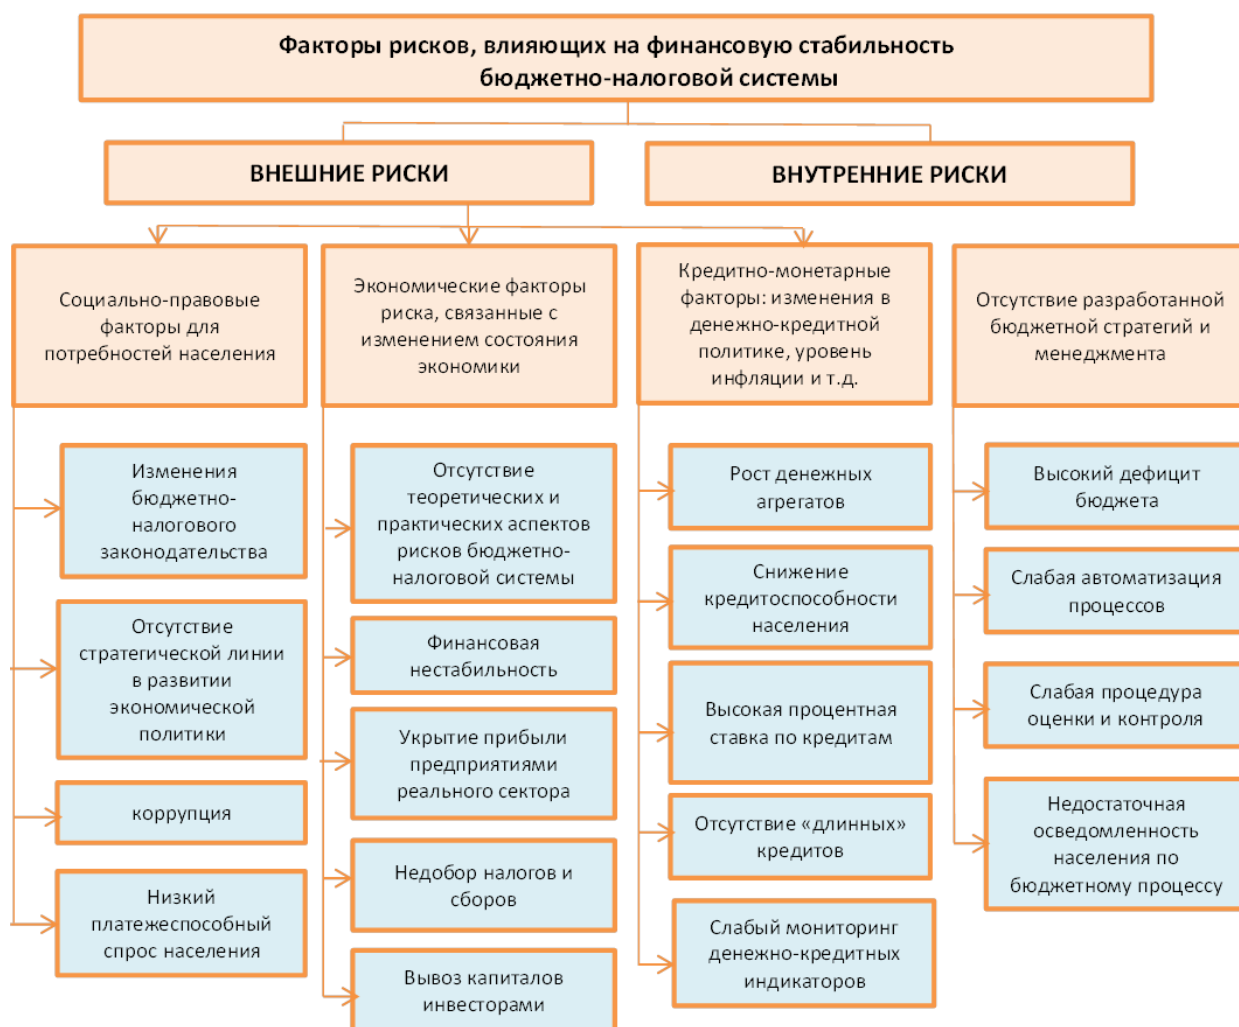 Факторы рисков, влияющих на финансовую стабильность
бюджетно-налоговой системы
ВНЕШНИЕ РИСКИ
ВНУТРЕННИЕ РИСКИ
Социально-правовые
факторы для
потребностей населения
Изменения
бюджетно-
налогового
законодательства
Отсутствие
стратегической линии
в развитии
экономической
политики
коррупция
Низкий
платежеспособный
спрос населения
Экономические факторы
риска, связанные с
изменением состояния
экономики
Отсутствие
теоретических и
практических аспектов
рисков бюджетно-
налоговой системы
Финансовая
нестабильность
Укрытие прибыли
предприятиями
реального сектора
Недобор налогов и
сборов
Вывоз капиталов
инвесторами
Кредитно-монетарные
факторы: изменения в
денежно-кредитной
политике, уровень
инфляции и т.д.
Рост денежных
агрегатов
Снижение
кредитоспособности
населения
Высокая процентная
ставка по кредитам
Отсутствие «длинных»
кредитов
Слабый мониторинг
денежно-кредитных
индикаторов
Отсутствие разработанной
бюджетной стратегий и
менеджмента
Высокий дефицит
бюджета
Слабая автоматизация
процессов
Слабая процедура
оценки и контроля
Недостаточная
осведомленность
населения по
бюджетному процессу